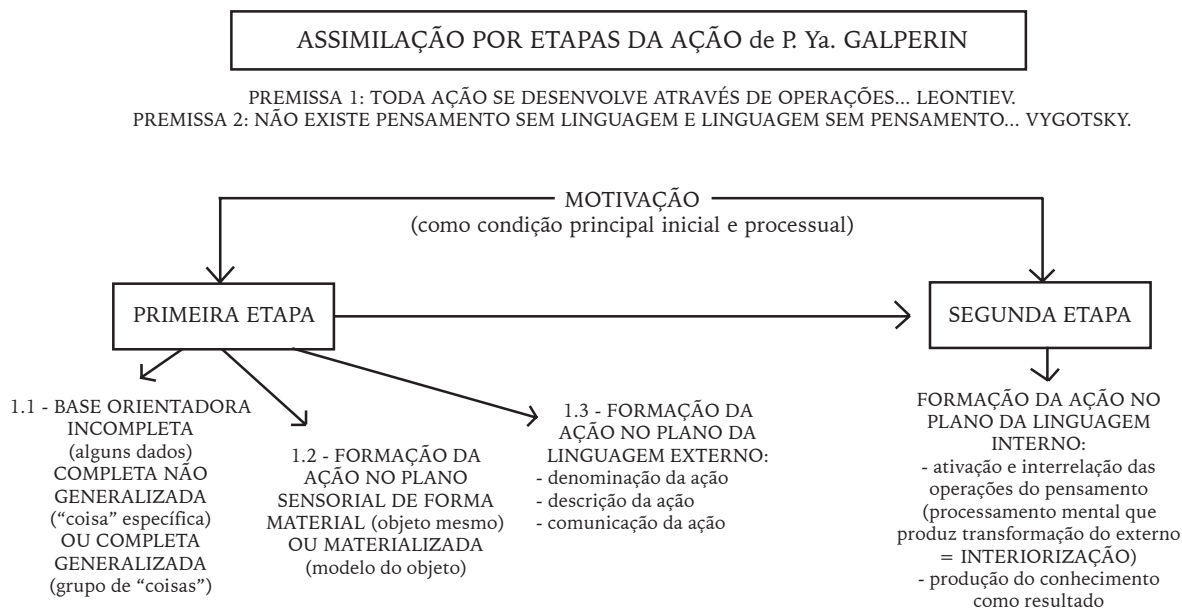 ASSIMILAÇÃO POR ETAPAS DA AÇÃO de P. Ya. GALPERIN
PREMISSA 1: TODA AÇÃO SE DESENVOLVE ATRAVÉS DE OPERAÇÕES... LEONTIEV.
PREMISSA 2: NÃO EXISTE PENSAMENTO SEM LINGUAGEM E LINGUAGEM SEM PENSAMENTO... VYGOTSKY.
MOTIVAÇÃO
(como condição principal inicial e processual)
PRIMEIRA ETAPA
SEGUNDA ETAPA
1.1 - BASE ORIENTADORA
INCOMPLETA
(alguns dados)
COMPLETA NÃO
GENERALIZADA
(“coisa” específica)
OU COMPLETA
GENERALIZADA
(grupo de “coisas”)
1.2 - FORMAÇÃO DA
AÇÃO NO PLANO
SENSORIAL DE FORMA
MATERIAL (objeto mesmo)
OU MATERIALIZADA
(modelo do objeto)
1.3 - FORMAÇÃO DA
AÇÃO NO PLANO DA
LINGUAGEM EXTERNO:
- denominação da ação
- descrição da ação
- comunicação da ação
FORMAÇÃO DA AÇÃO NO
PLANO DA LINGUAGEM
INTERNO:
- ativação e interrelação das
operações do pensamento
(processamento mental que
produz transformação do externo
= INTERIORIZAÇÃO)
- produção do conhecimento
como resultado